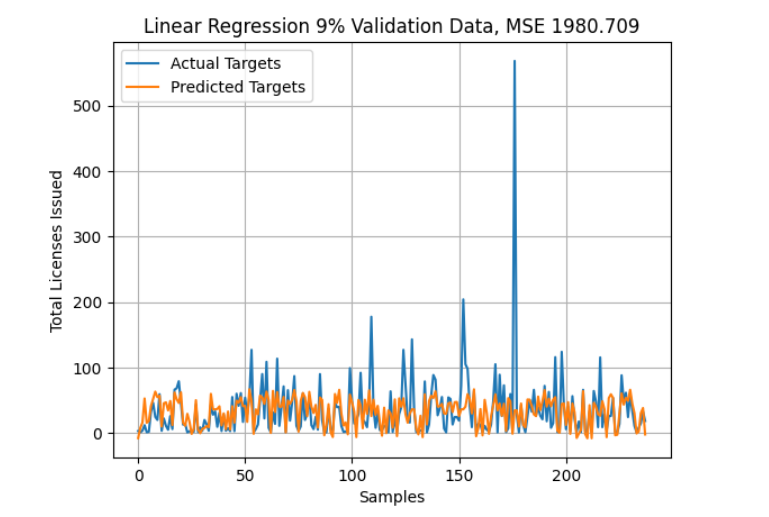 Linear Regression 9% Validation Data, MSE 1980.709
Actual Targets
Predicted Targets
Total Licenses Issued
500
400
300
200
100
0
0
50
100
150
200
Samples